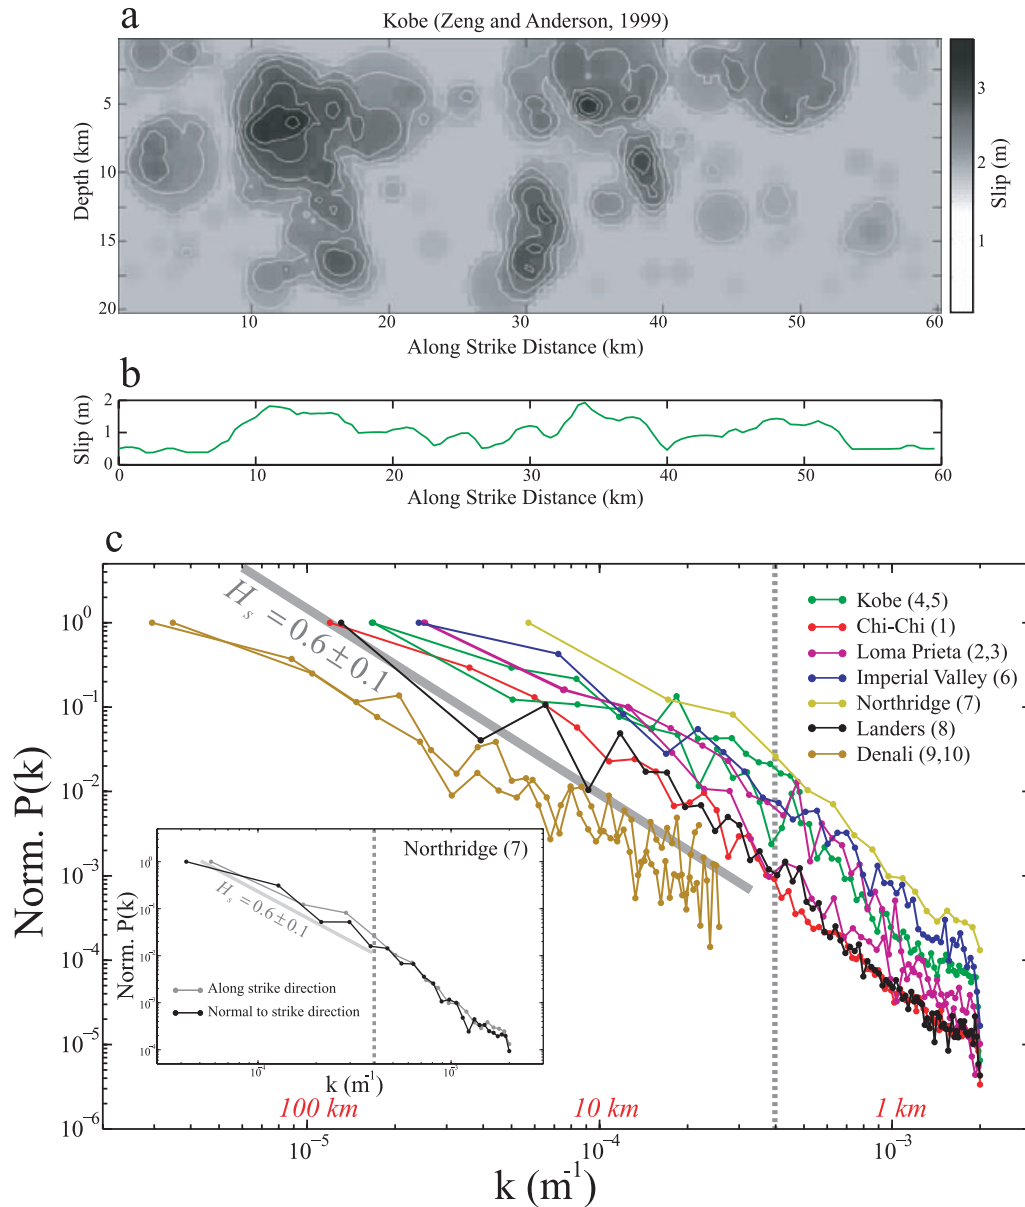 a
Kobe (Zeng and Anderson, 1999)
5
10
15
20
Depth (km)
10
20
30
40
50
60
Along Strike Distance (km)
3
2
1
Slip (m)
b
2
1
0
Slip (m)
0
10
20
30
40
50
60
Along Strike Distance (km)
c
10^1
10^0
10^-1
10^-2
10^-3
10^-4
10^-5
10^-6
Norm. P(k)
H_s = 0.6 ± 0.1
Kobe (4,5)
Chi-Chi (1)
Loma Prieta (2,3)
Imperial Valley (6)
Northridge (7)
Landers (8)
Denali (9,10)
Northridge (7)
H_s = 0.6 ± 0.1
Norm. P(k)
Along strike direction
Normal to strike direction
k (m^-1)
100 km
10 km
1 km
10^-5
10^-4
10^-3
k (m^-1)